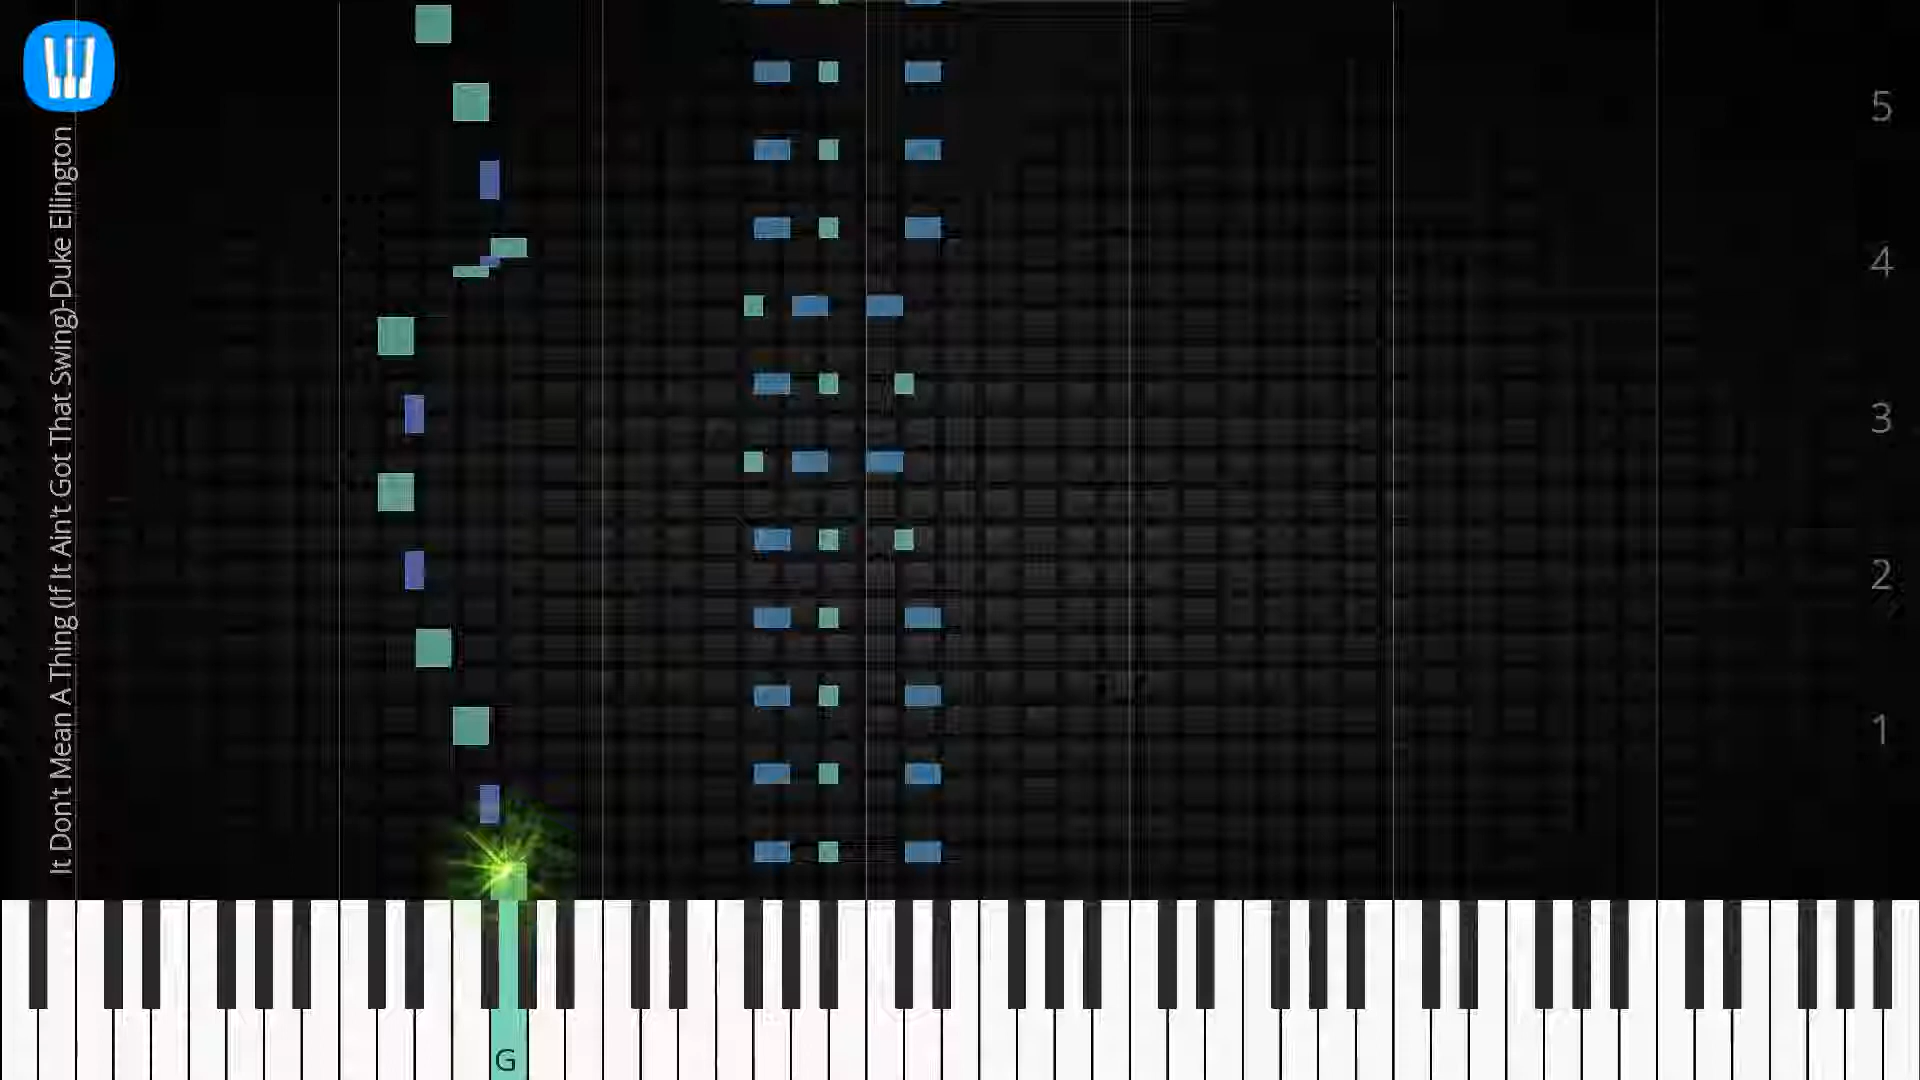 It Don't Mean A Thing (If It Ain't Got That Swing)-Duke Ellington
5
4
3
2
1
G